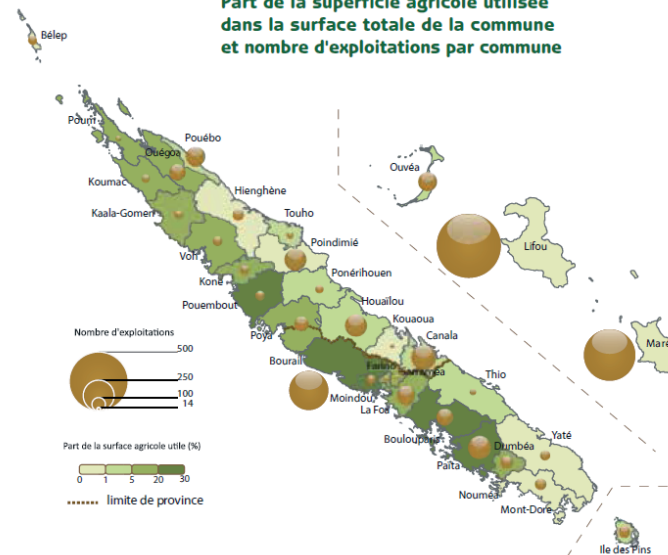 Part de la superficie agricole utilisée
dans la surface totale de la commune
et nombre d'exploitations par commune
Bélep
Poum
Pouébo
Ouégoa
Koumac
Hienghène
Kaala-Gomen
Touho
Voh
Poindimié
Koné
Ponérihouen
Pouembout
Houaïlou
Poya
Kouaoua
Canala
Bourail
Farino
Sarraméa
Thio
Moindou
La Foa
Boulouparis
Dumbéa
Yaté
Païta
Nouméa
Mont-Dore
Ile des Pins
Ouvéa
Lifou
Maré
Nombre d'exploitations
500
250
100
14
Part de la surface agricole utile (%)
0 1 5 20 30
limite de province